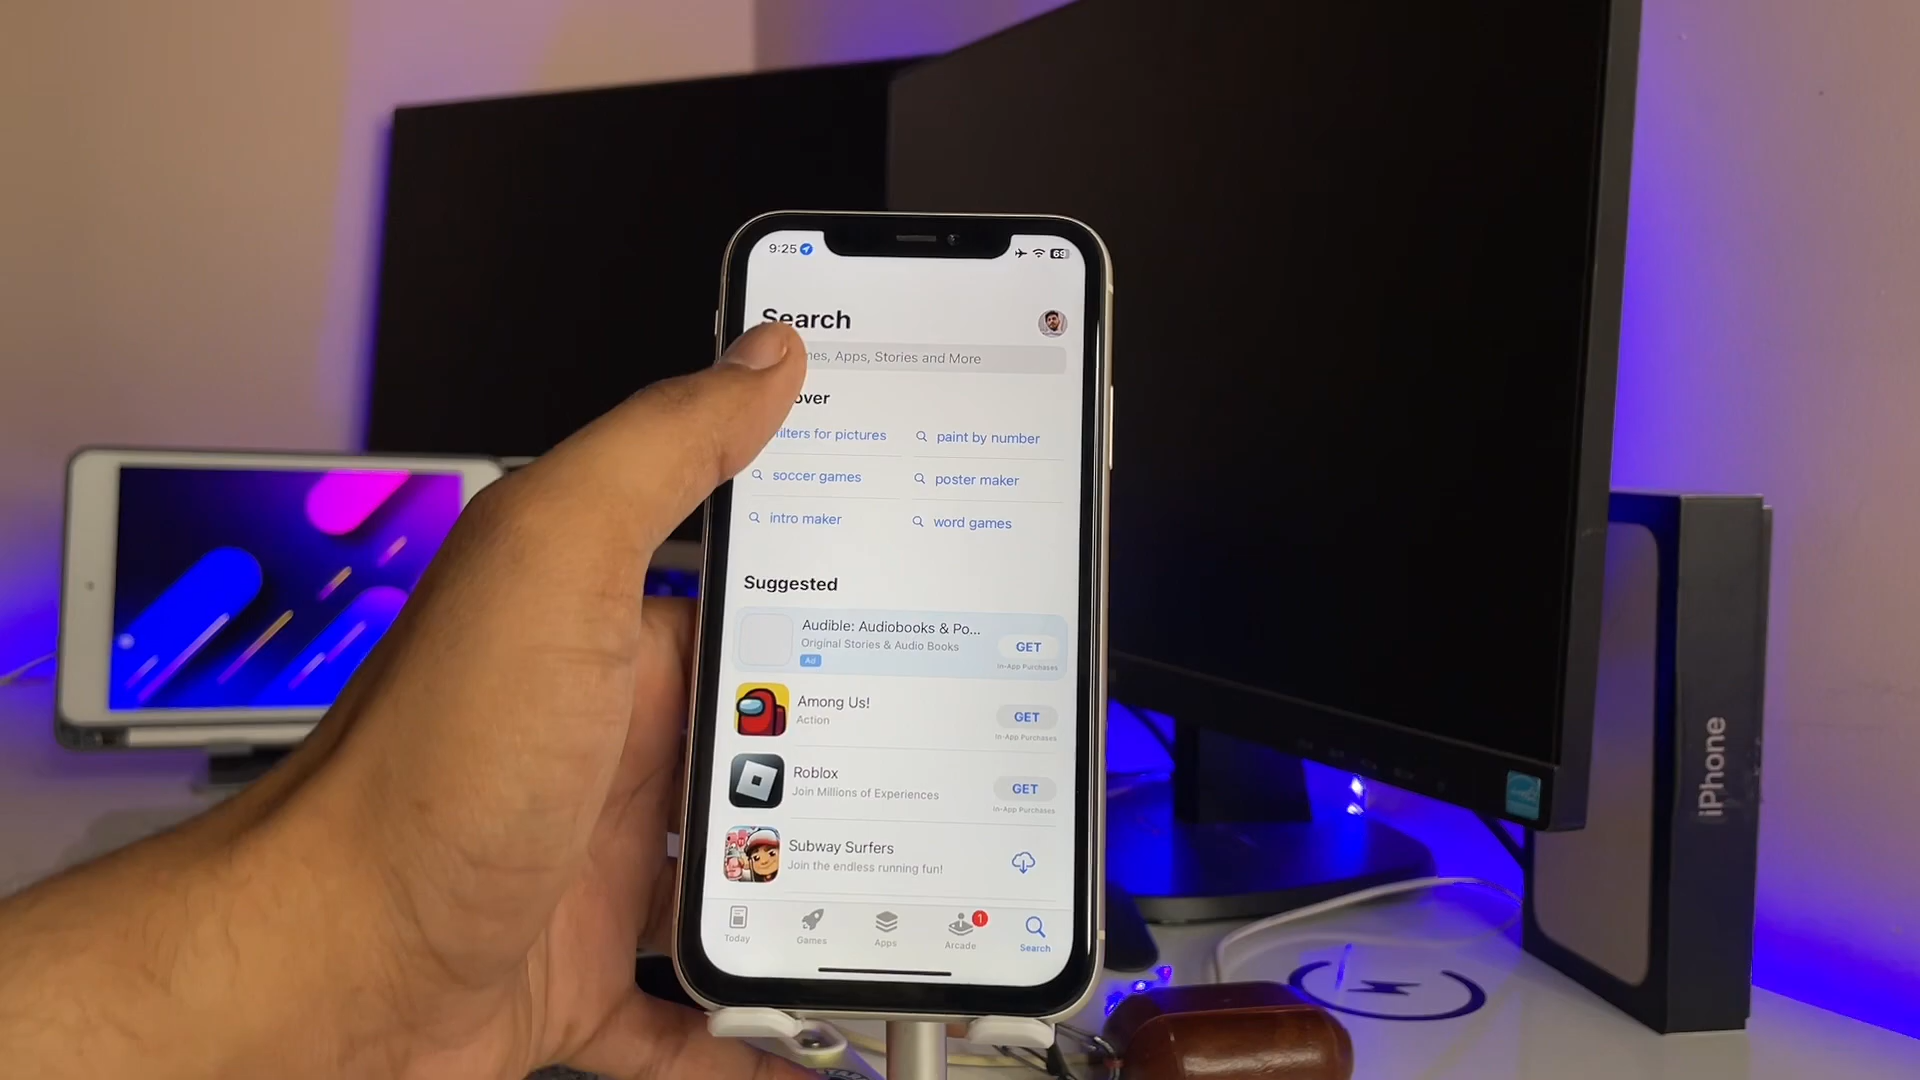 9:25
69
Search
mes, Apps, Stories and More
over
filters for pictures
paint by number
soccer games
poster maker
intro maker
word games
Suggested
Audible: Audiobooks & Po...
Original Stories & Audio Books
Ad
GET
In-App Purchases
Among Us!
Action
GET
In-App Purchases
Roblox
Join Millions of Experiences
GET
In-App Purchases
Subway Surfers
Join the endless running fun!
Today
Games
Apps
Arcade
1
Search
iPhone